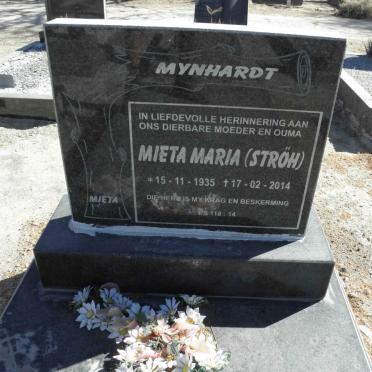 MYNHARDT
IN LIEFDEVOLLE HERINNERING AAN
ONS DIERBARE MOEDER EN OUMA
MIETA MARIA (STRÖH)
* 15 - 11 - 1935 † 17 - 02 - 2014
DIE HERE IS MY KRAG EN BESKERMING
PS 118 : 14
MIETA